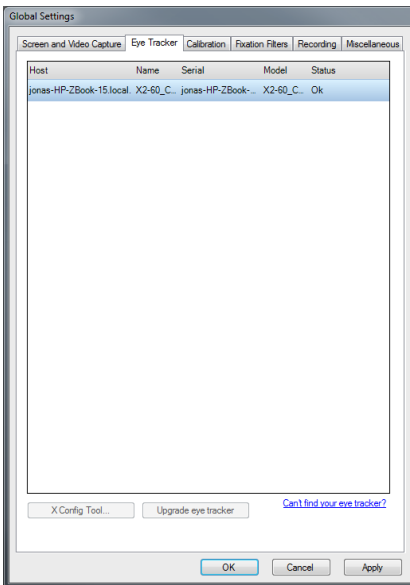 Global Settings
Screen and Video Capture Eye Tracker Calibration Fixation Filters Recording Miscellaneous
Host Name Serial Model Status
jonas-HP-ZBook-15.local. X2-60_C... jonas-HP-ZBook-... X2-60_C... Ok
X Config Tool... Upgrade eye tracker Can't find your eye tracker?
OK Cancel Apply